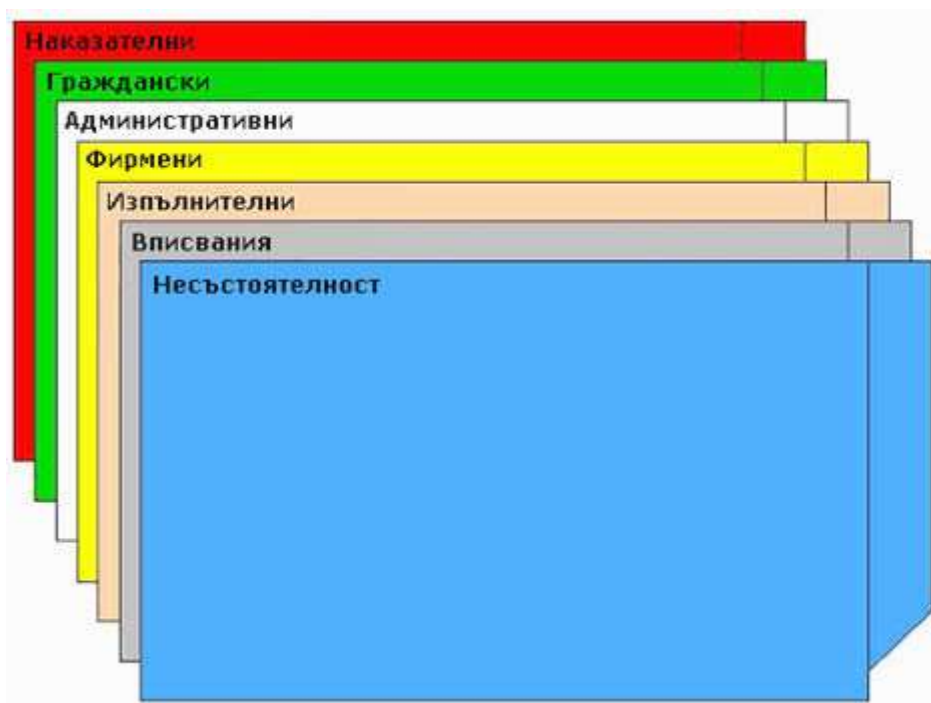 Наказателни
Граждански
Административни
Фирмени
Изпълнителни
Вписвания
Несъстоятелност